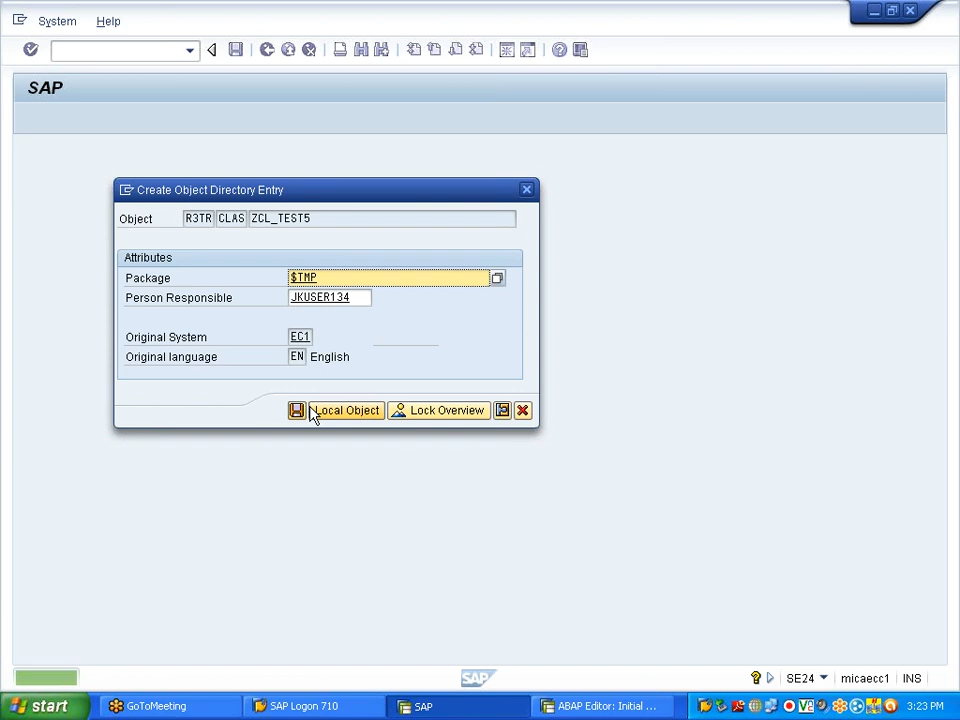 System Help
SAP
Create Object Directory Entry
Object R3TR CLAS ZCL_TEST5
Attributes
Package $TMP
Person Responsible JKUSER134
Original System EC1
Original language EN English
Local Object Lock Overview
SAP SE24 micaecc1 INS
start GoToMeeting SAP Logon 710 SAP ABAP Editor: Initial ... 3:23 PM